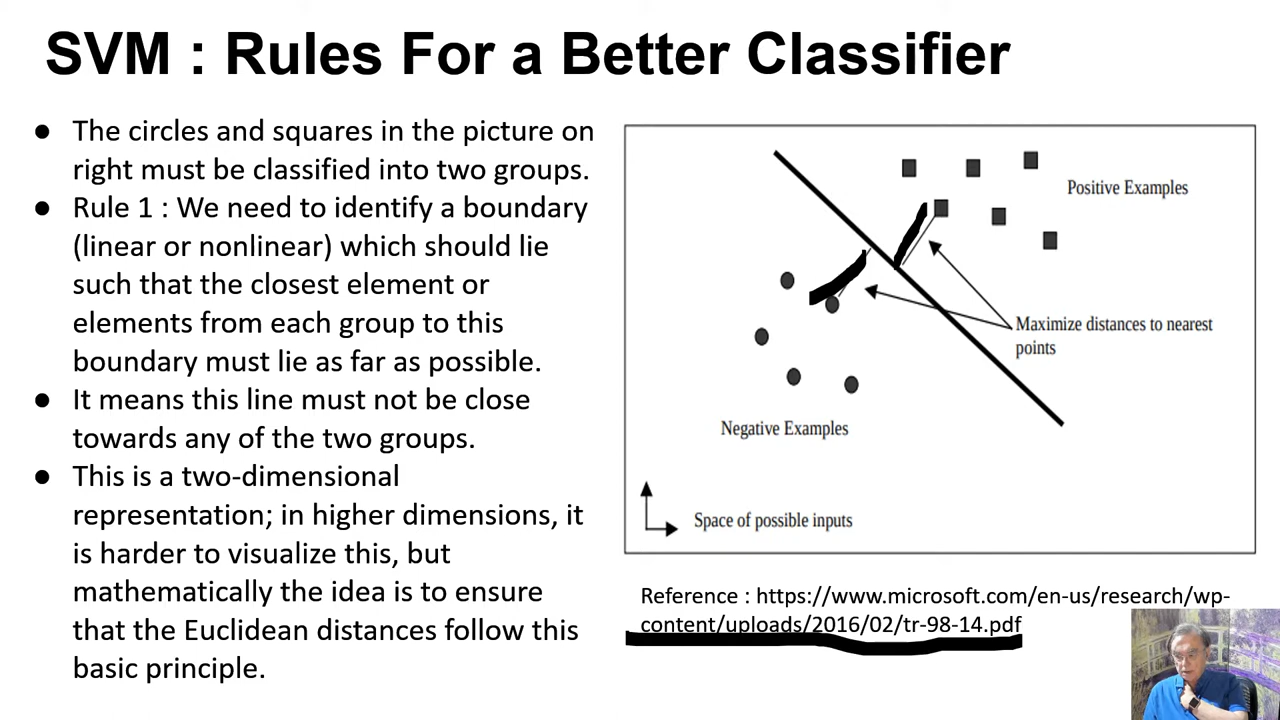 SVM : Rules For a Better Classifier
● The circles and squares in the picture on
right must be classified into two groups.
● Rule 1 : We need to identify a boundary
(linear or nonlinear) which should lie
such that the closest element or
elements from each group to this
boundary must lie as far as possible.
● It means this line must not be close
towards any of the two groups.
● This is a two-dimensional
representation; in higher dimensions, it
is harder to visualize this, but
mathematically the idea is to ensure
that the Euclidean distances follow this
basic principle.
Positive Examples
Maximize distances to nearest
points
Negative Examples
Space of possible inputs
Reference : https://www.microsoft.com/en-us/research/wp-
content/uploads/2016/02/tr-98-14.pdf